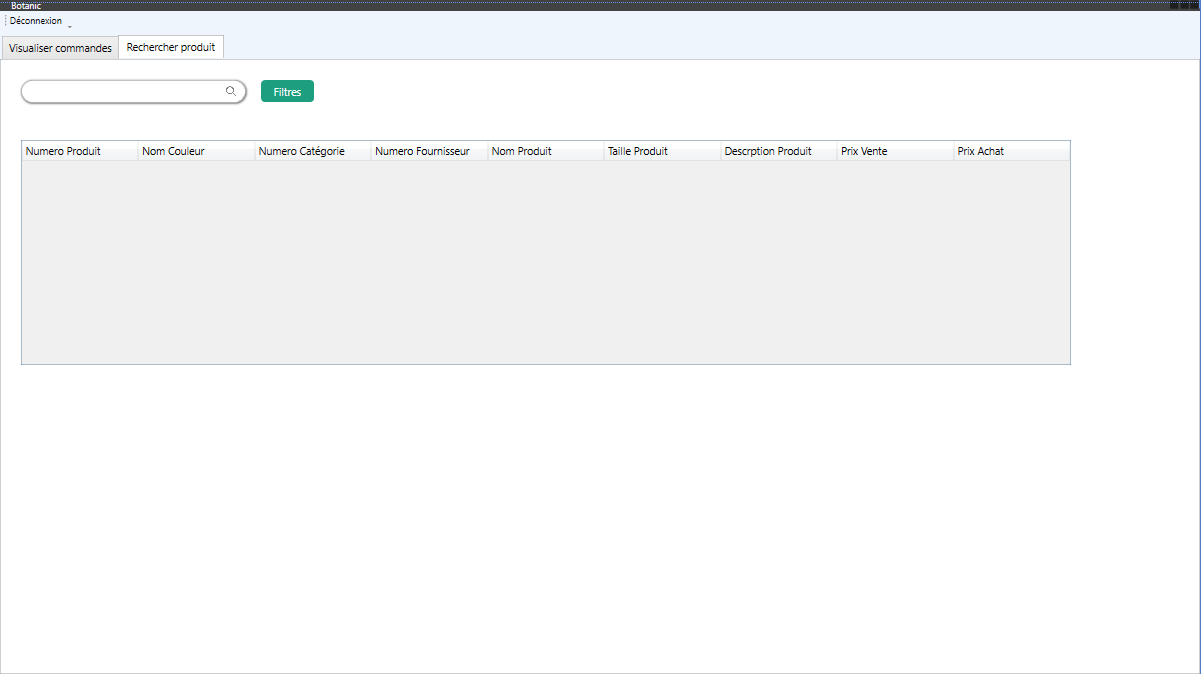 Botanic
Déconnexion
Visualiser commandes Rechercher produit
Filtres
Numero Produit Nom Couleur Numero Catégorie Numero Fournisseur Nom Produit Taille Produit Descrption Produit Prix Vente Prix Achat